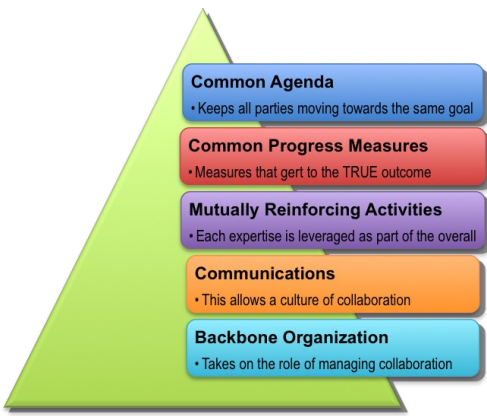 Common Agenda
• Keeps all parties moving towards the same goal
Common Progress Measures
• Measures that gert to the TRUE outcome
Mutually Reinforcing Activities
• Each expertise is leveraged as part of the overall
Communications
• This allows a culture of collaboration
Backbone Organization
• Takes on the role of managing collaboration